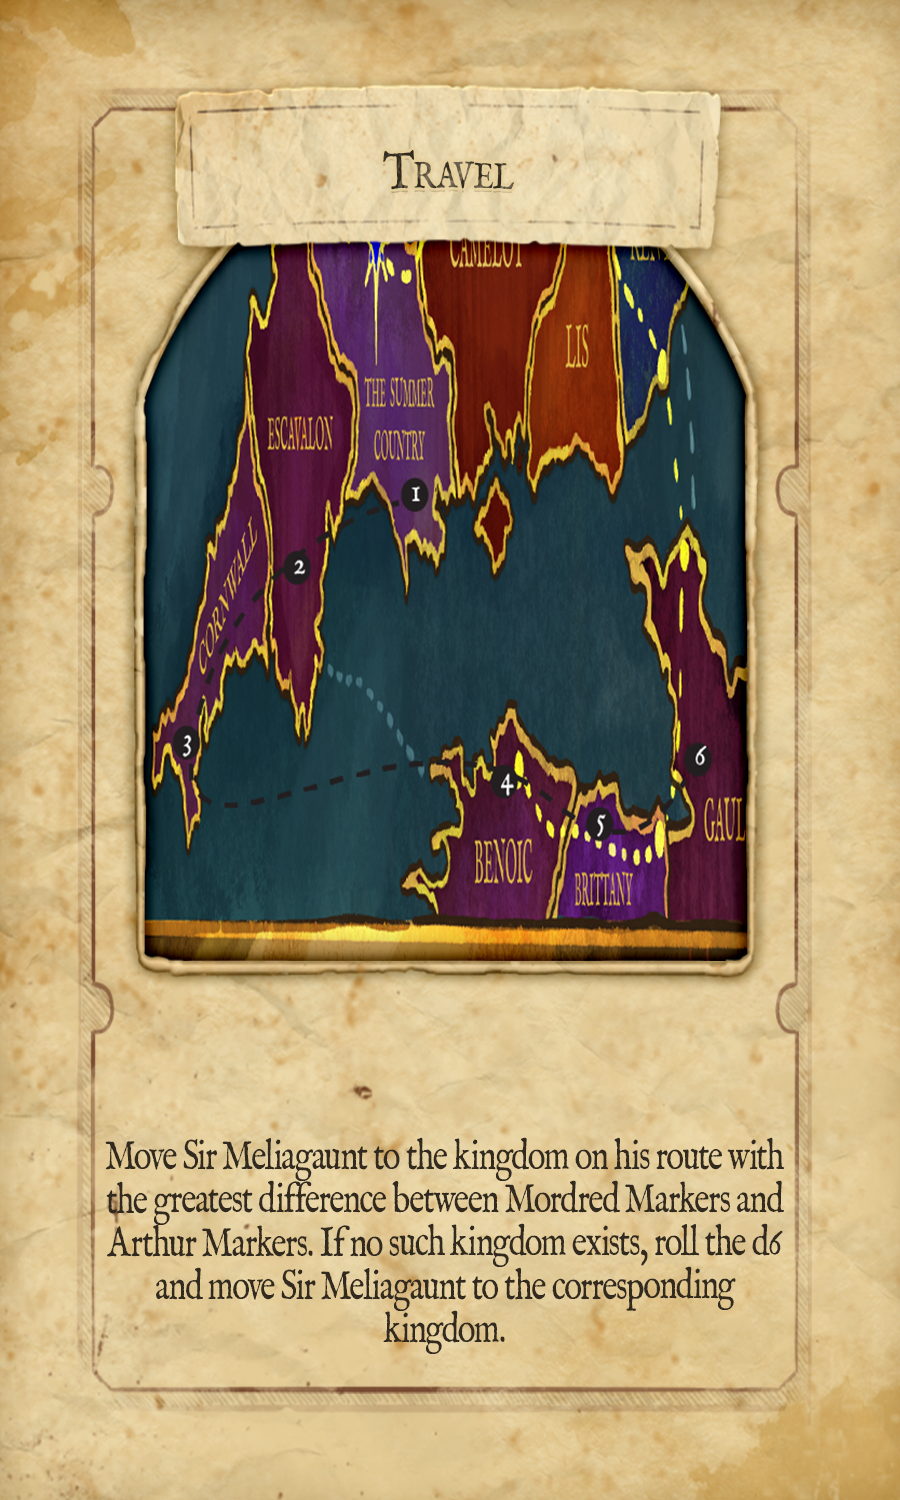 Travel
CAMELOT
KENT
LIS
THE SUMMER
COUNTRY
ESCAVALON
1
2
CORNWALL
3
4
5
6
GAUL
BENOIC
BRITTANY
Move Sir Meliagaunt to the kingdom on his route with
the greatest difference between Mordred Markers and
Arthur Markers. If no such kingdom exists, roll the d6
and move Sir Meliagaunt to the corresponding
kingdom.